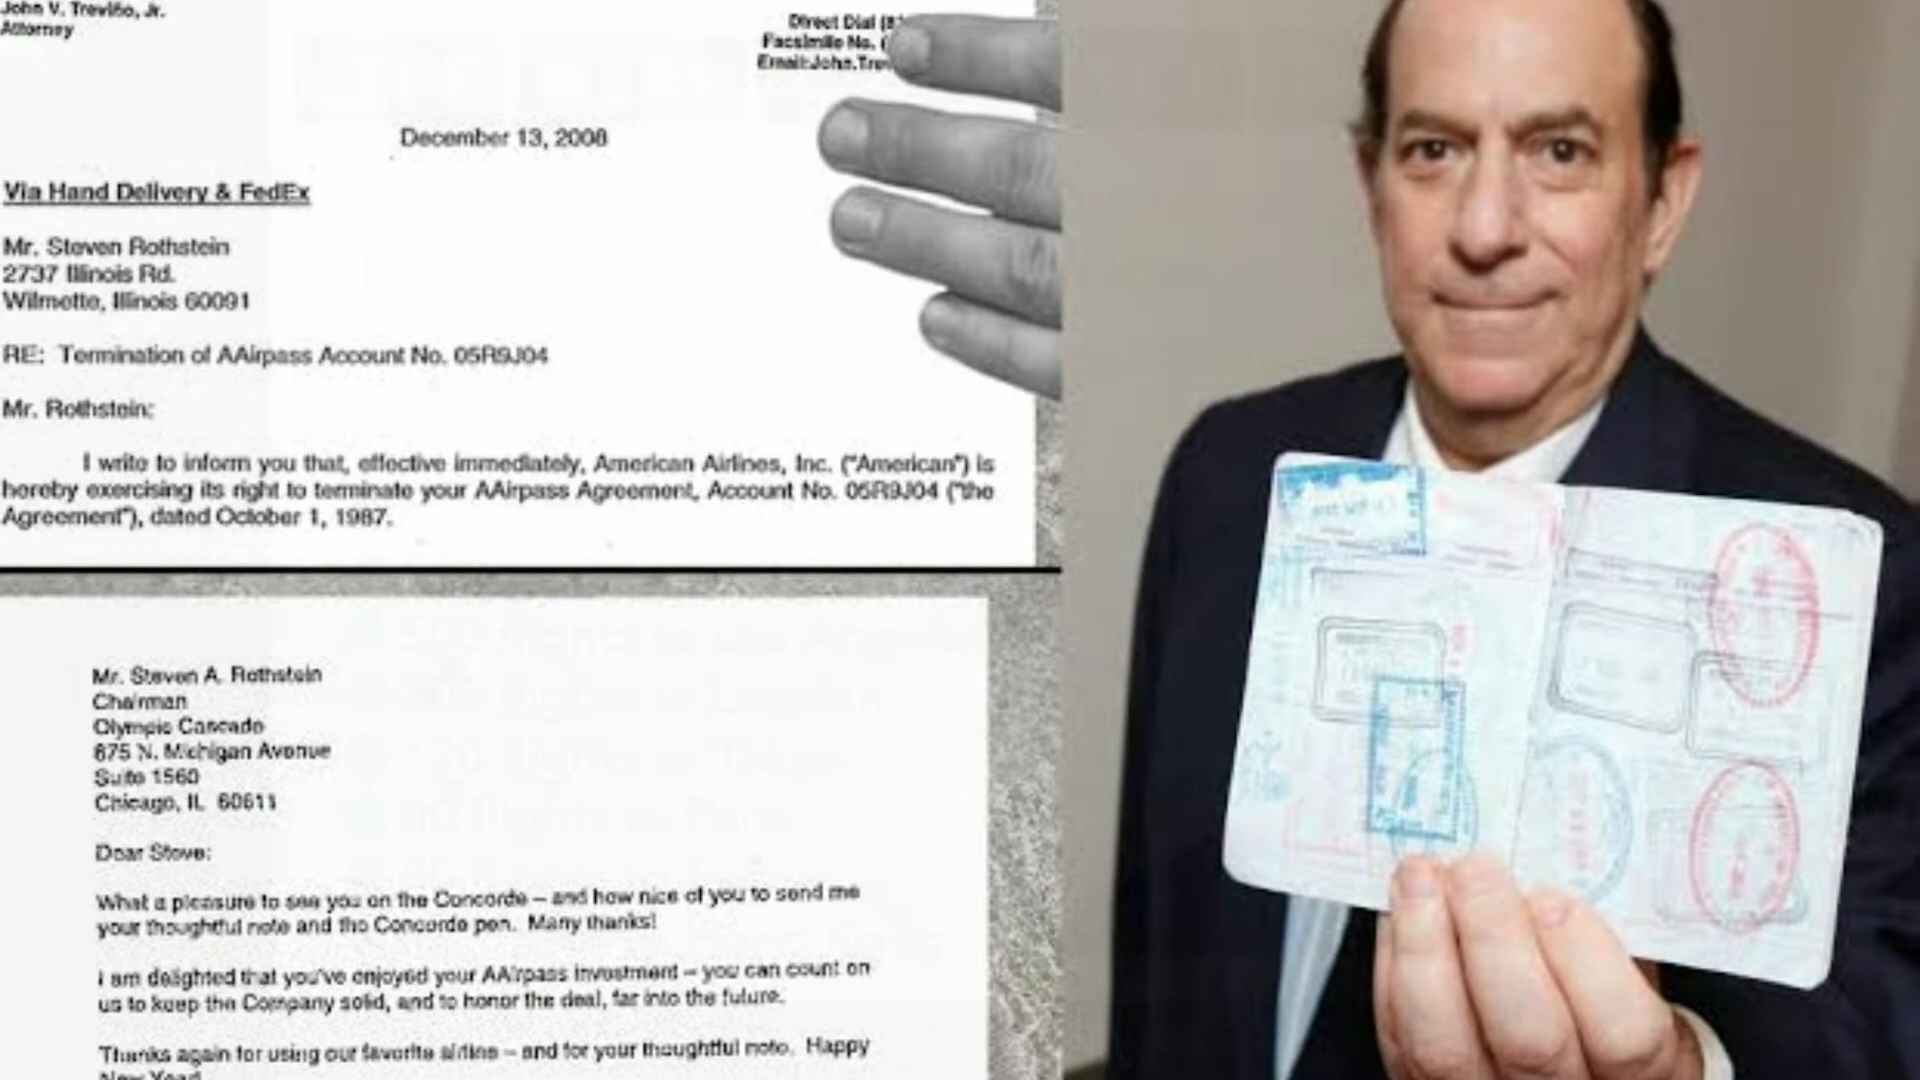 John V. Treviño, Jr.
Attorney
Direct Dial (8
Facsimile No. (
Email:John.Trev
December 13, 2008
Via Hand Delivery & FedEx
Mr. Steven Rothstein
2737 Illinois Rd.
Wilmette, Illinois 60091
RE: Termination of AAirpass Account No. 05R9J04
Mr. Rothstein:
I write to inform you that, effective immediately, American Airlines, Inc. ("American") is
hereby exercising its right to terminate your AAirpass Agreement, Account No. 05R9J04 ("the
Agreement"), dated October 1, 1987.
Mr. Steven A. Rothstein
Chairman
Olympic Cascade
875 N. Michigan Avenue
Suite 1560
Chicago, IL 60611
Dear Steve:
What a pleasure to see you on the Concorde – and how nice of you to send me
your thoughtful note and the Concorde pen. Many thanks!
I am delighted that you've enjoyed your AAirpass investment – you can count on
us to keep the Company solid, and to honor the deal, far into the future.
Thanks again for using our favorite airline – and for your thoughtful note. Happy
New Year!